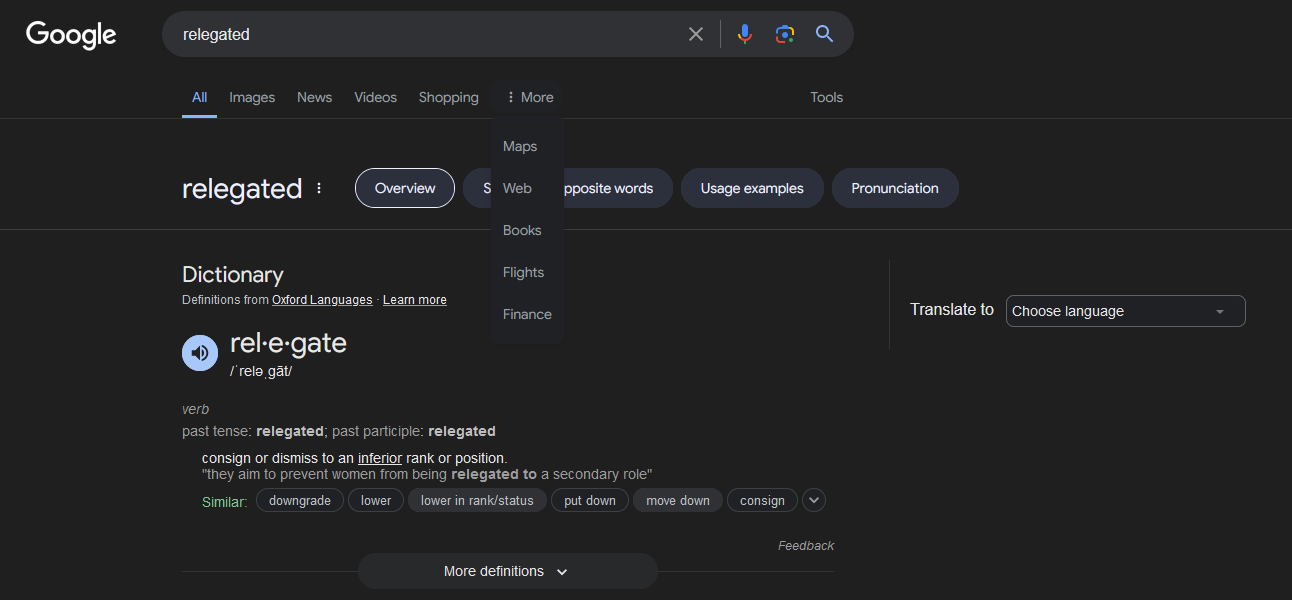 Google
relegated
All Images News Videos Shopping More Tools
Maps
relegated Overview S Web pposite words Usage examples Pronunciation
Books
Dictionary
Flights
Definitions from Oxford Languages · Learn more
Translate to Choose language
Finance
rel·e·gate
/ˈreləˌɡāt/
verb
past tense: relegated; past participle: relegated
consign or dismiss to an inferior rank or position.
"they aim to prevent women from being relegated to a secondary role"
Similar: downgrade lower lower in rank/status put down move down consign
Feedback
More definitions